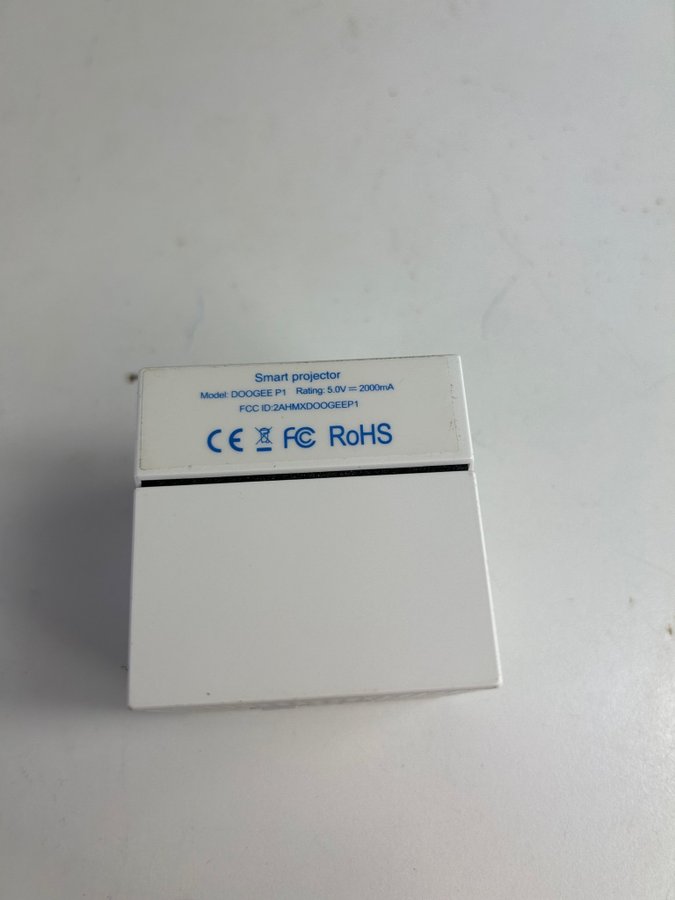 Smart projector
Model: DOOGEE P1 Rating: 5.0V ⎓ 2000mA
FCC ID:2AHMXDOOGEEP1
CE FC RoHS